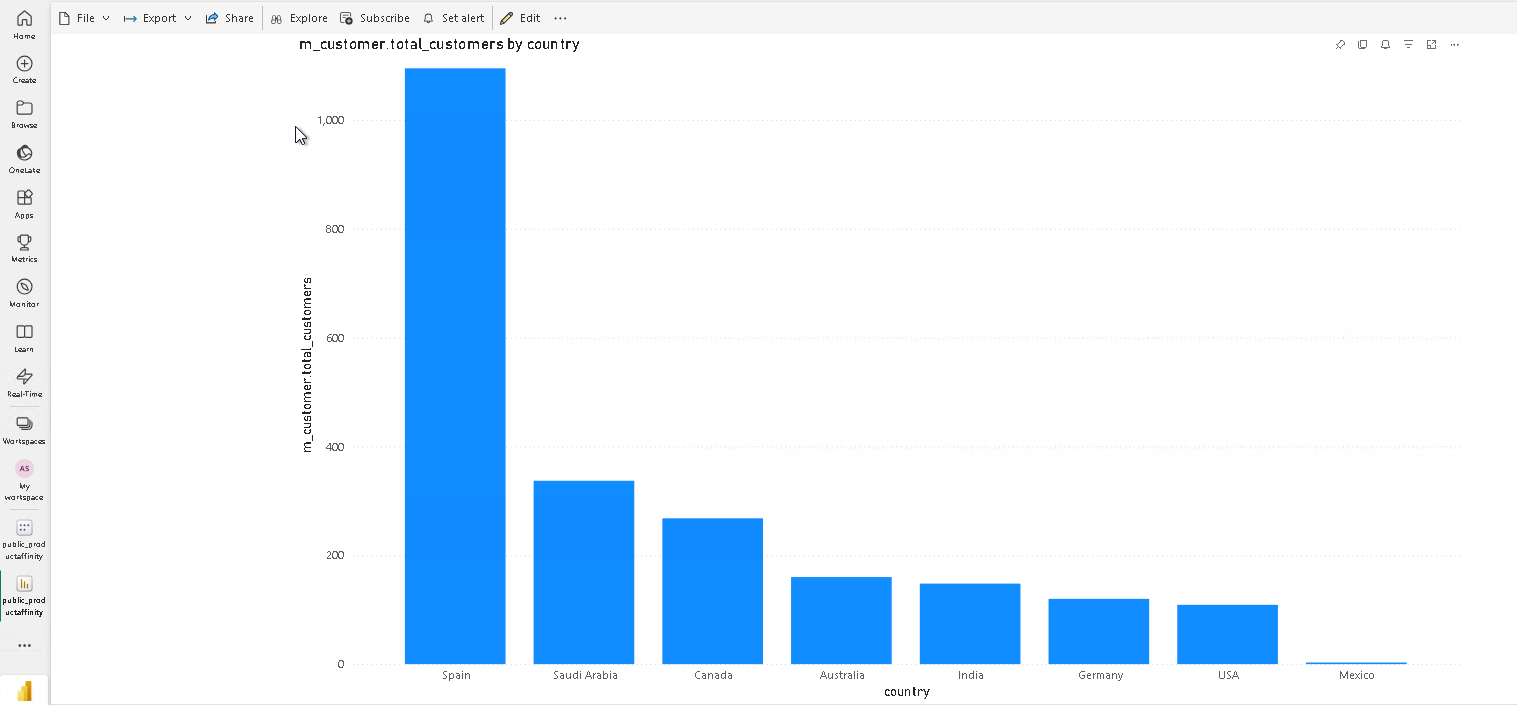 File Export Share Explore Subscribe Set alert Edit
Home
Create
Browse
OneLake
Apps
Metrics
Monitor
Learn
Real-Time
Workspaces
AS
My
workspace
public_prod
uctaffinity
public_prod
uctaffinity
m_customer.total_customers by country
m_customer.total_customers
1,000
800
600
400
200
0
Spain Saudi Arabia Canada Australia India Germany USA Mexico
country